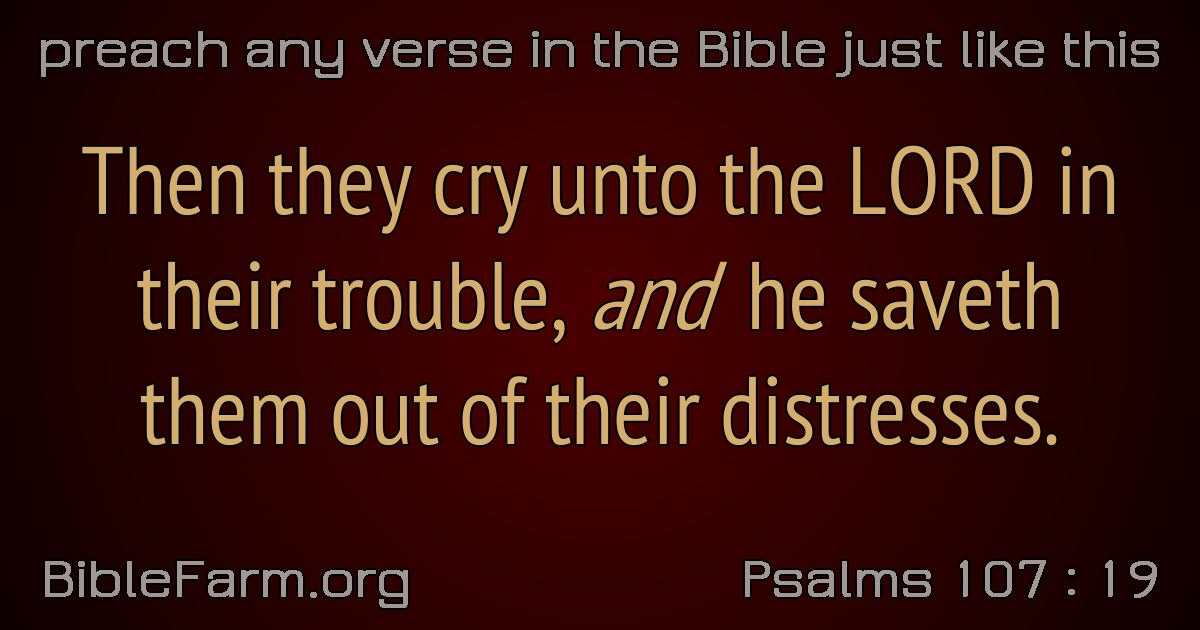 preach any verse in the Bible just like this
Then they cry unto the LORD in
their trouble, and he saveth
them out of their distresses.
BibleFarm.org
Psalms 107 : 19